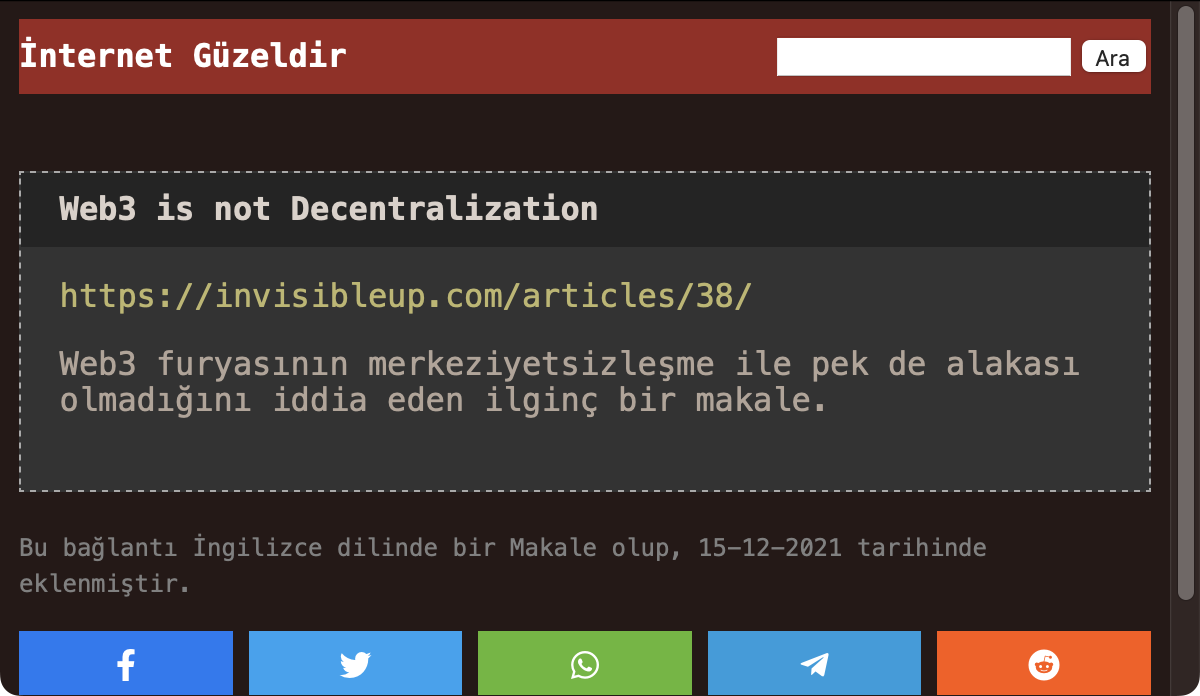 İnternet Güzeldir
Ara
Web3 is not Decentralization
https://invisibleup.com/articles/38/
Web3 furyasının merkeziyetsizleşme ile pek de alakası
olmadığını iddia eden ilginç bir makale.
Bu bağlantı İngilizce dilinde bir Makale olup, 15-12-2021 tarihinde
eklenmiştir.